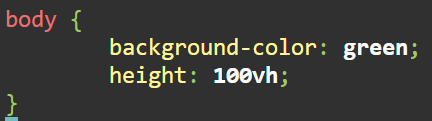 body {
        background-color: green;
        height: 100vh;
}